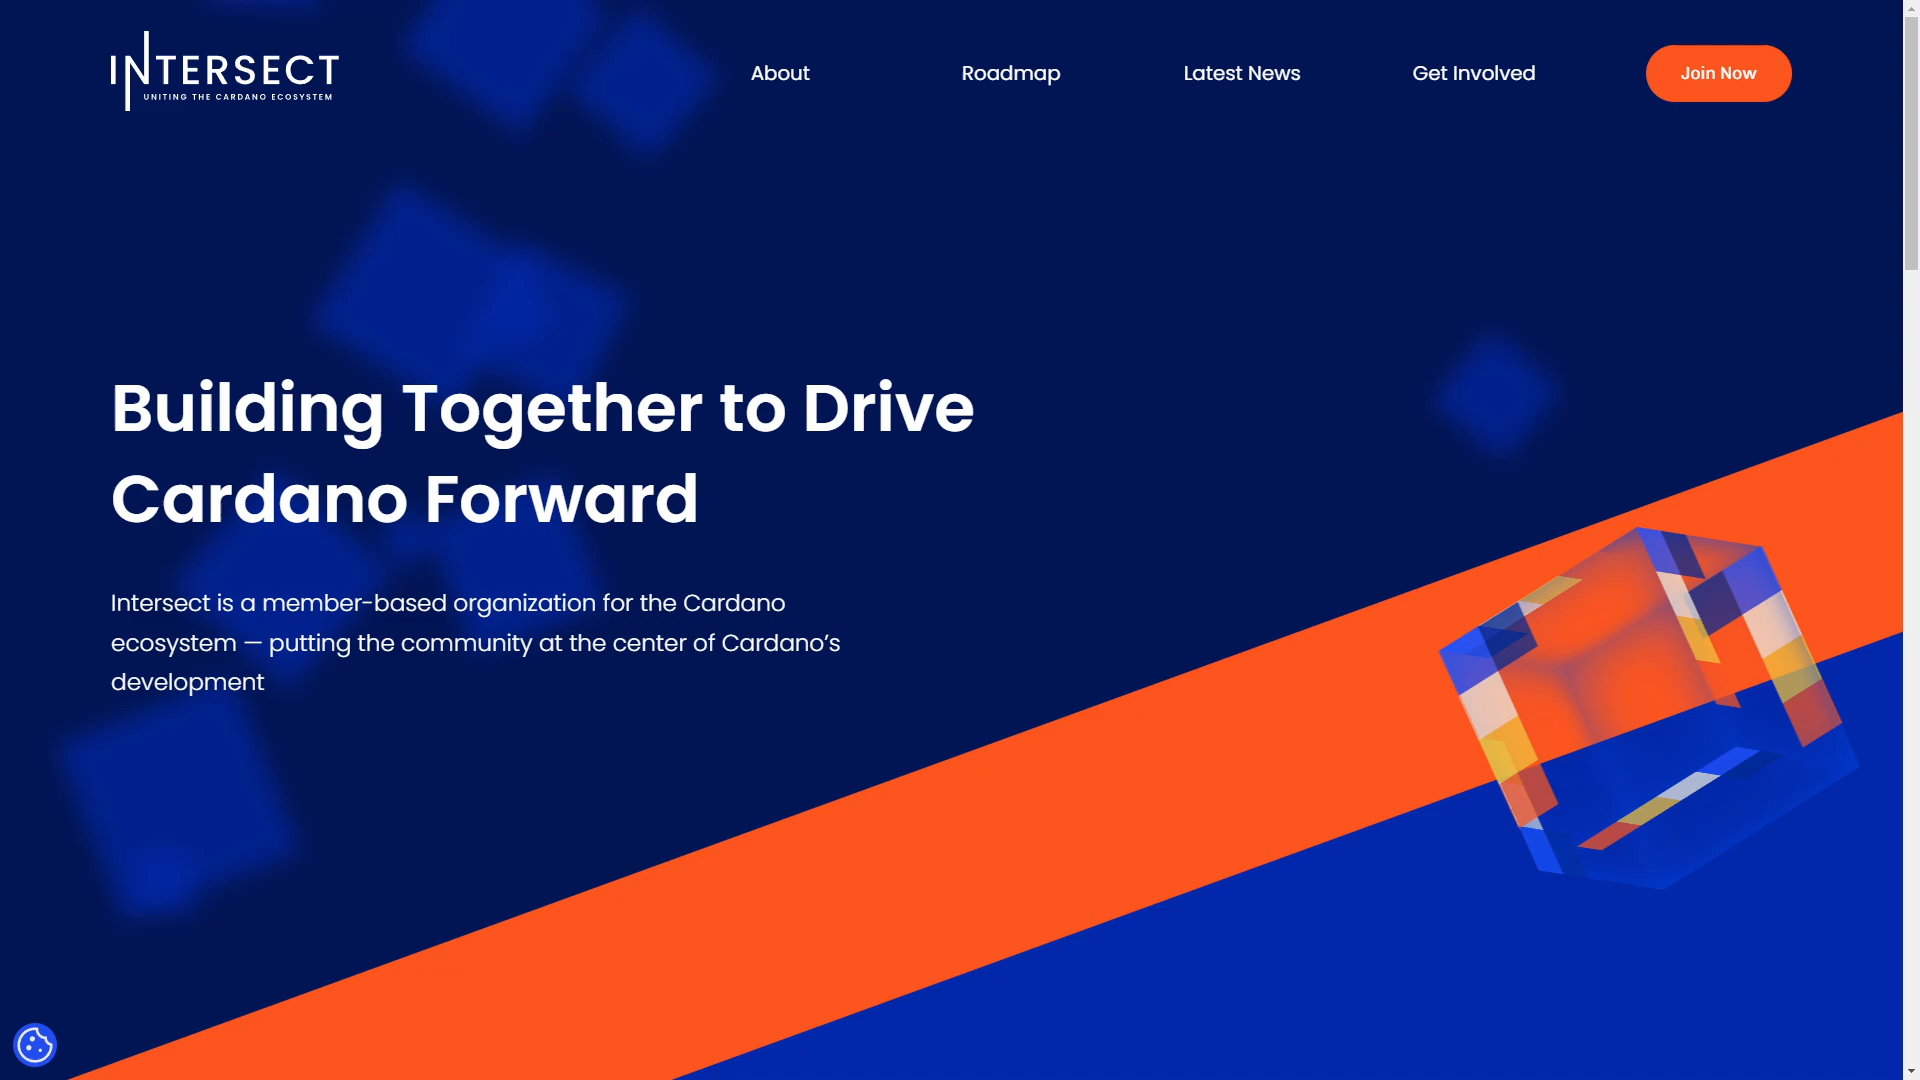 INTERSECT
UNITING THE CARDANO ECOSYSTEM
About
Roadmap
Latest News
Get Involved
Join Now
Building Together to Drive
Cardano Forward
Intersect is a member-based organization for the Cardano
ecosystem — putting the community at the center of Cardano’s
development